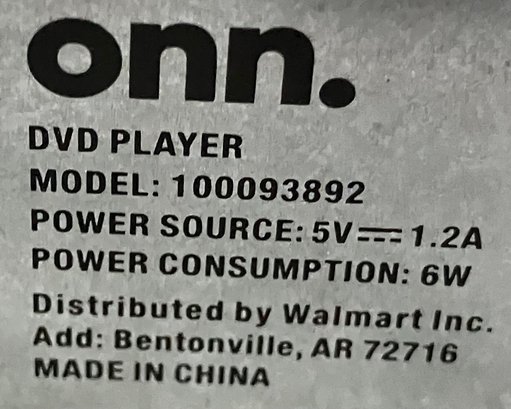 onn.
DVD PLAYER
MODEL: 100093892
POWER SOURCE: 5V⎓1.2A
POWER CONSUMPTION: 6W
Distributed by Walmart Inc.
Add: Bentonville, AR 72716
MADE IN CHINA